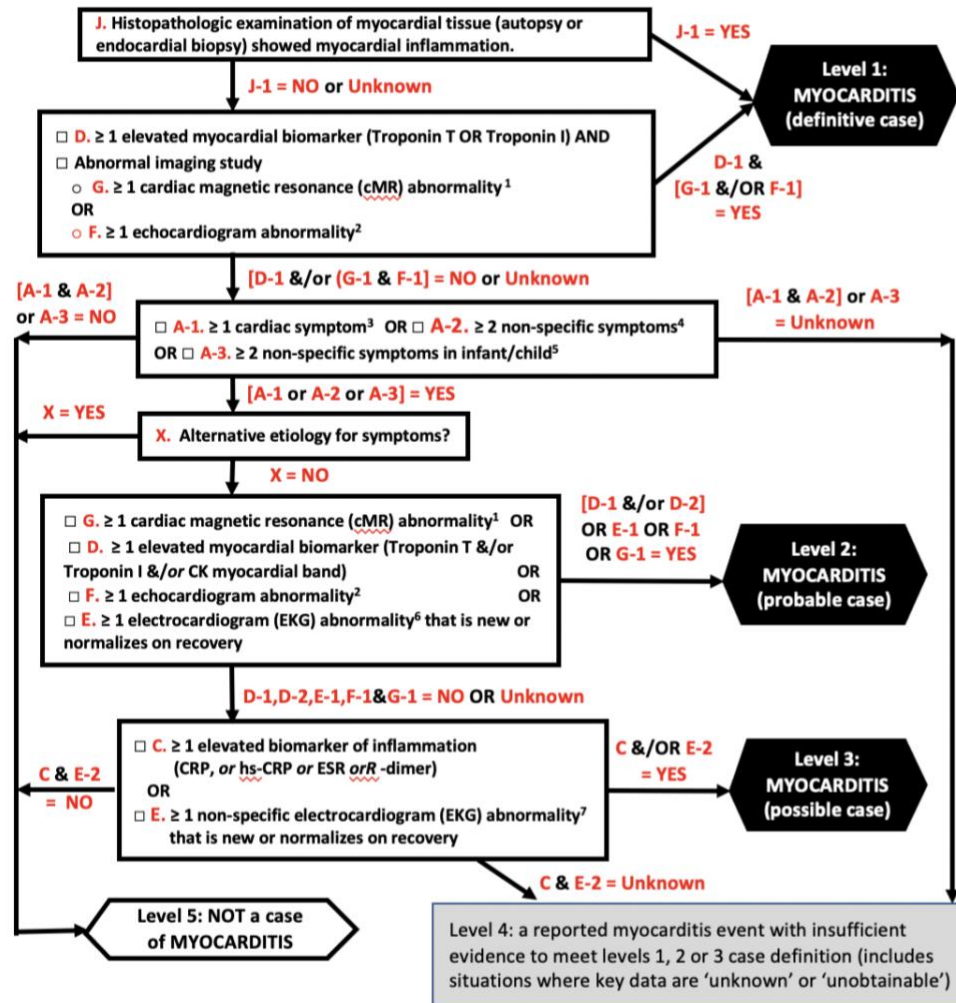 J. Histopathologic examination of myocardial tissue (autopsy or
endocardial biopsy) showed myocardial inflammation.
J-1 = YES
Level 1:
MYOCARDITIS
(definitive case)
J-1 = NO or Unknown
□ D. ≥ 1 elevated myocardial biomarker (Troponin T OR Troponin I) AND
□ Abnormal imaging study
○ G. ≥ 1 cardiac magnetic resonance (cMR) abnormality¹
OR
○ F. ≥ 1 echocardiogram abnormality²
D-1 &
[G-1 &/OR F-1]
= YES
[D-1 &/or (G-1 & F-1] = NO or Unknown
[A-1 & A-2]
or A-3 = NO
[A-1 & A-2] or A-3
= Unknown
□ A-1. ≥ 1 cardiac symptom³ OR □ A-2. ≥ 2 non-specific symptoms⁴
OR □ A-3. ≥ 2 non-specific symptoms in infant/child⁵
[A-1 or A-2 or A-3] = YES
X = YES
X. Alternative etiology for symptoms?
X = NO
□ G. ≥ 1 cardiac magnetic resonance (cMR) abnormality¹ OR
□ D. ≥ 1 elevated myocardial biomarker (Troponin T &/or
Troponin I &/or CK myocardial band) OR
□ F. ≥ 1 echocardiogram abnormality² OR
□ E. ≥ 1 electrocardiogram (EKG) abnormality⁶ that is new or
normalizes on recovery
[D-1 &/or D-2]
OR E-1 OR F-1
OR G-1 = YES
Level 2:
MYOCARDITIS
(probable case)
D-1,D-2,E-1,F-1&G-1 = NO OR Unknown
□ C. ≥ 1 elevated biomarker of inflammation
(CRP, or hs-CRP or ESR orR -dimer)
OR
□ E. ≥ 1 non-specific electrocardiogram (EKG) abnormality⁷
that is new or normalizes on recovery
C & E-2
= NO
C &/OR E-2
= YES
Level 3:
MYOCARDITIS
(possible case)
C & E-2 = Unknown
Level 5: NOT a case
of MYOCARDITIS
Level 4: a reported myocarditis event with insufficient
evidence to meet levels 1, 2 or 3 case definition (includes
situations where key data are ‘unknown’ or ‘unobtainable’)